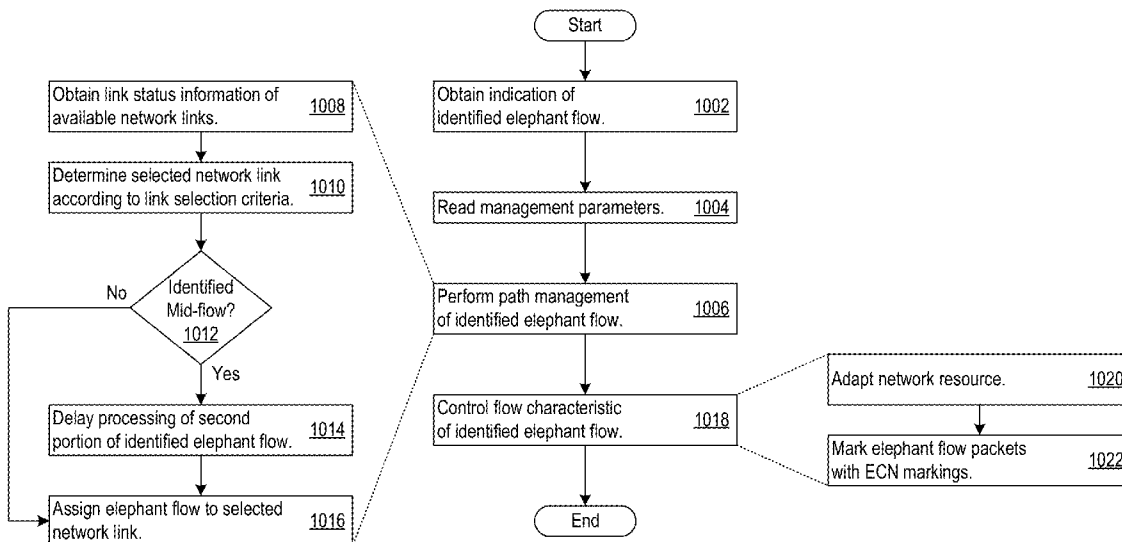 Start
Obtain indication of
identified elephant flow.
1002
Read management parameters.
1004
Perform path management
of identified elephant flow.
1006
Obtain link status information of
available network links.
1008
Determine selected network link
according to link selection criteria.
1010
Identified
Mid-flow?
1012
No
Yes
Delay processing of second
portion of identified elephant flow.
1014
Assign elephant flow to selected
network link.
1016
Control flow characteristic
of identified elephant flow.
1018
Adapt network resource.
1020
Mark elephant flow packets
with ECN markings.
1022
End